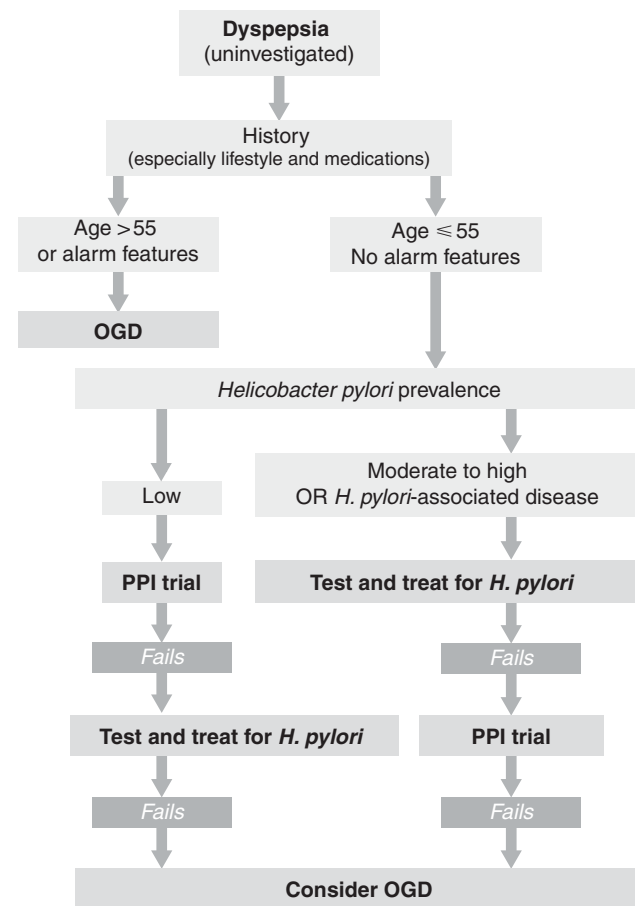 Dyspepsia
(uninvestigated)
History
(especially lifestyle and medications)
Age >55
or alarm features
Age ⩽ 55
No alarm features
OGD
Helicobacter pylori prevalence
Low
Moderate to high
OR H. pylori-associated disease
PPI trial
Test and treat for H. pylori
Fails
Fails
Test and treat for H. pylori
PPI trial
Fails
Fails
Consider OGD